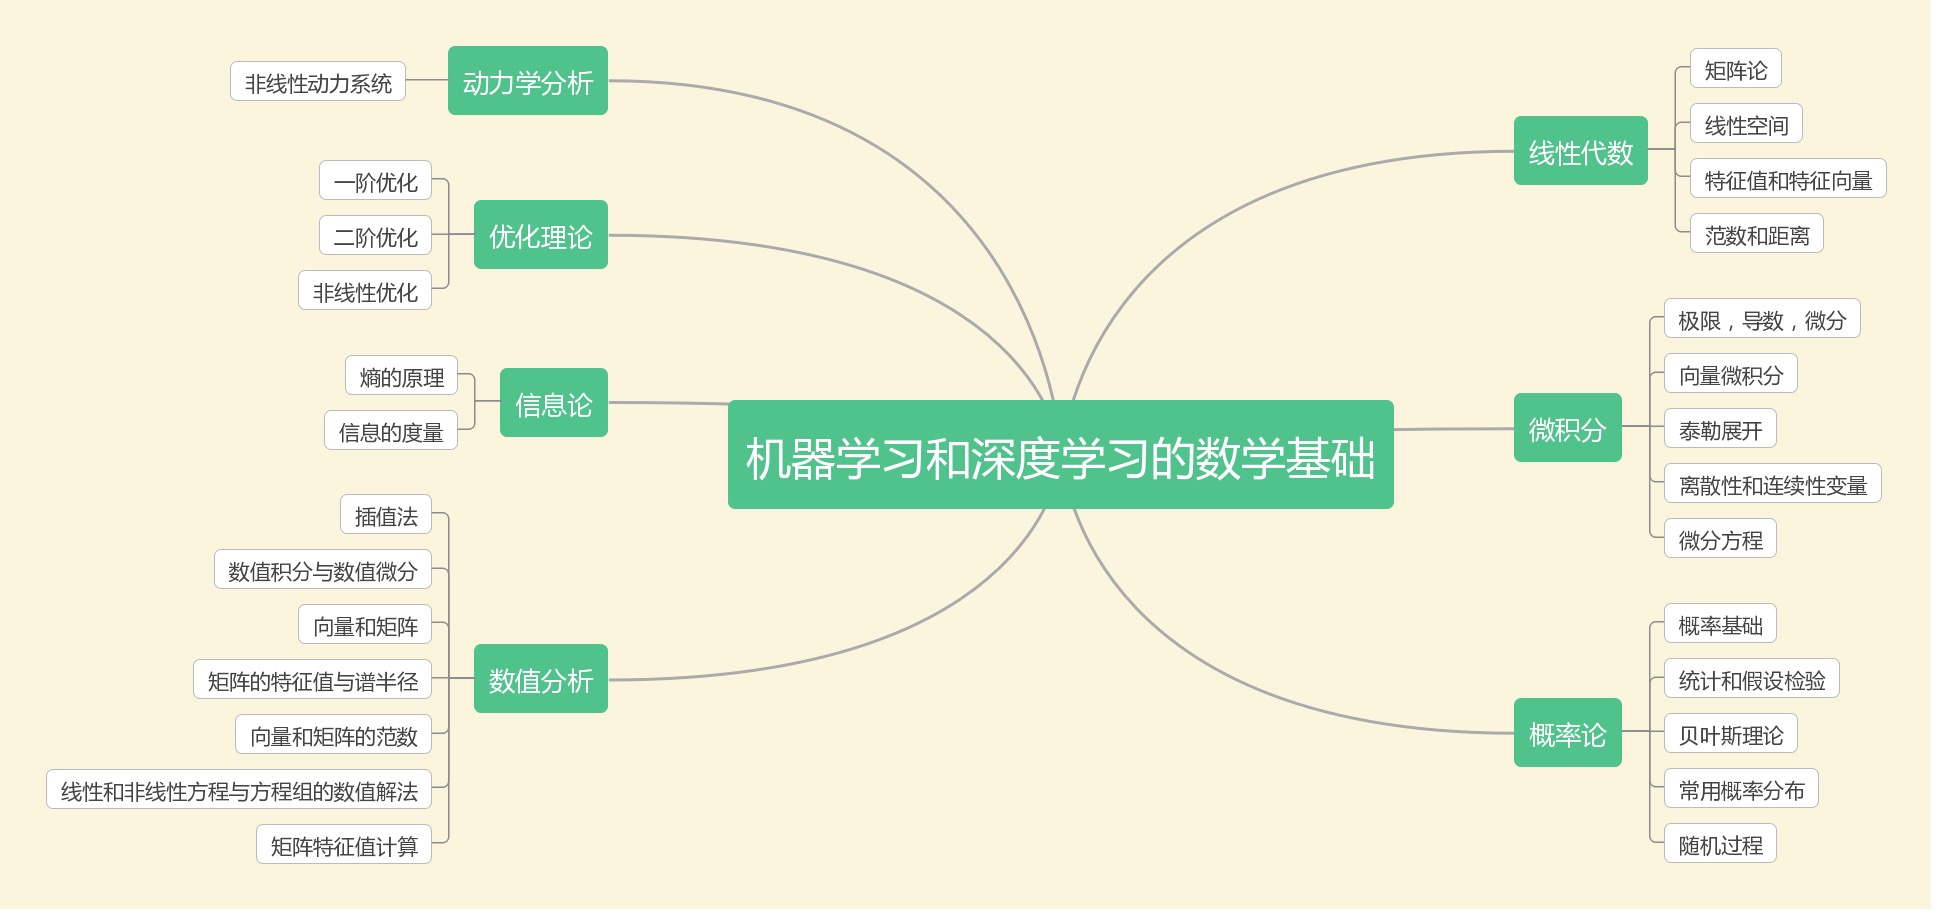 机器学习和深度学习的数学基础
动力学分析
非线性动力系统
优化理论
一阶优化
二阶优化
非线性优化
信息论
熵的原理
信息的度量
数值分析
插值法
数值积分与数值微分
向量和矩阵
矩阵的特征值与谱半径
向量和矩阵的范数
线性和非线性方程与方程组的数值解法
矩阵特征值计算
线性代数
矩阵论
线性空间
特征值和特征向量
范数和距离
微积分
极限，导数，微分
向量微积分
泰勒展开
离散性和连续性变量
微分方程
概率论
概率基础
统计和假设检验
贝叶斯理论
常用概率分布
随机过程